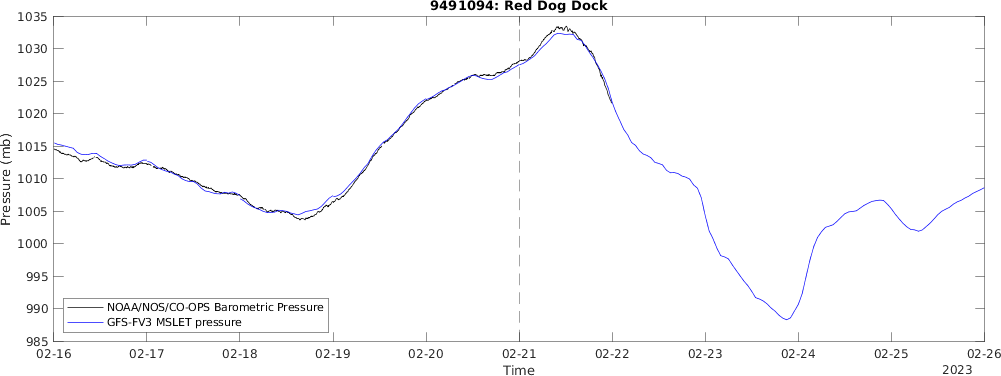 9491094: Red Dog Dock
1035
1030
1025
1020
1015
1010
1005
1000
995
990
985
Pressure (mb)
NOAA/NOS/CO-OPS Barometric Pressure
GFS-FV3 MSLET pressure
02-16 02-17 02-18 02-19 02-20 02-21 02-22 02-23 02-24 02-25 02-26
Time
2023